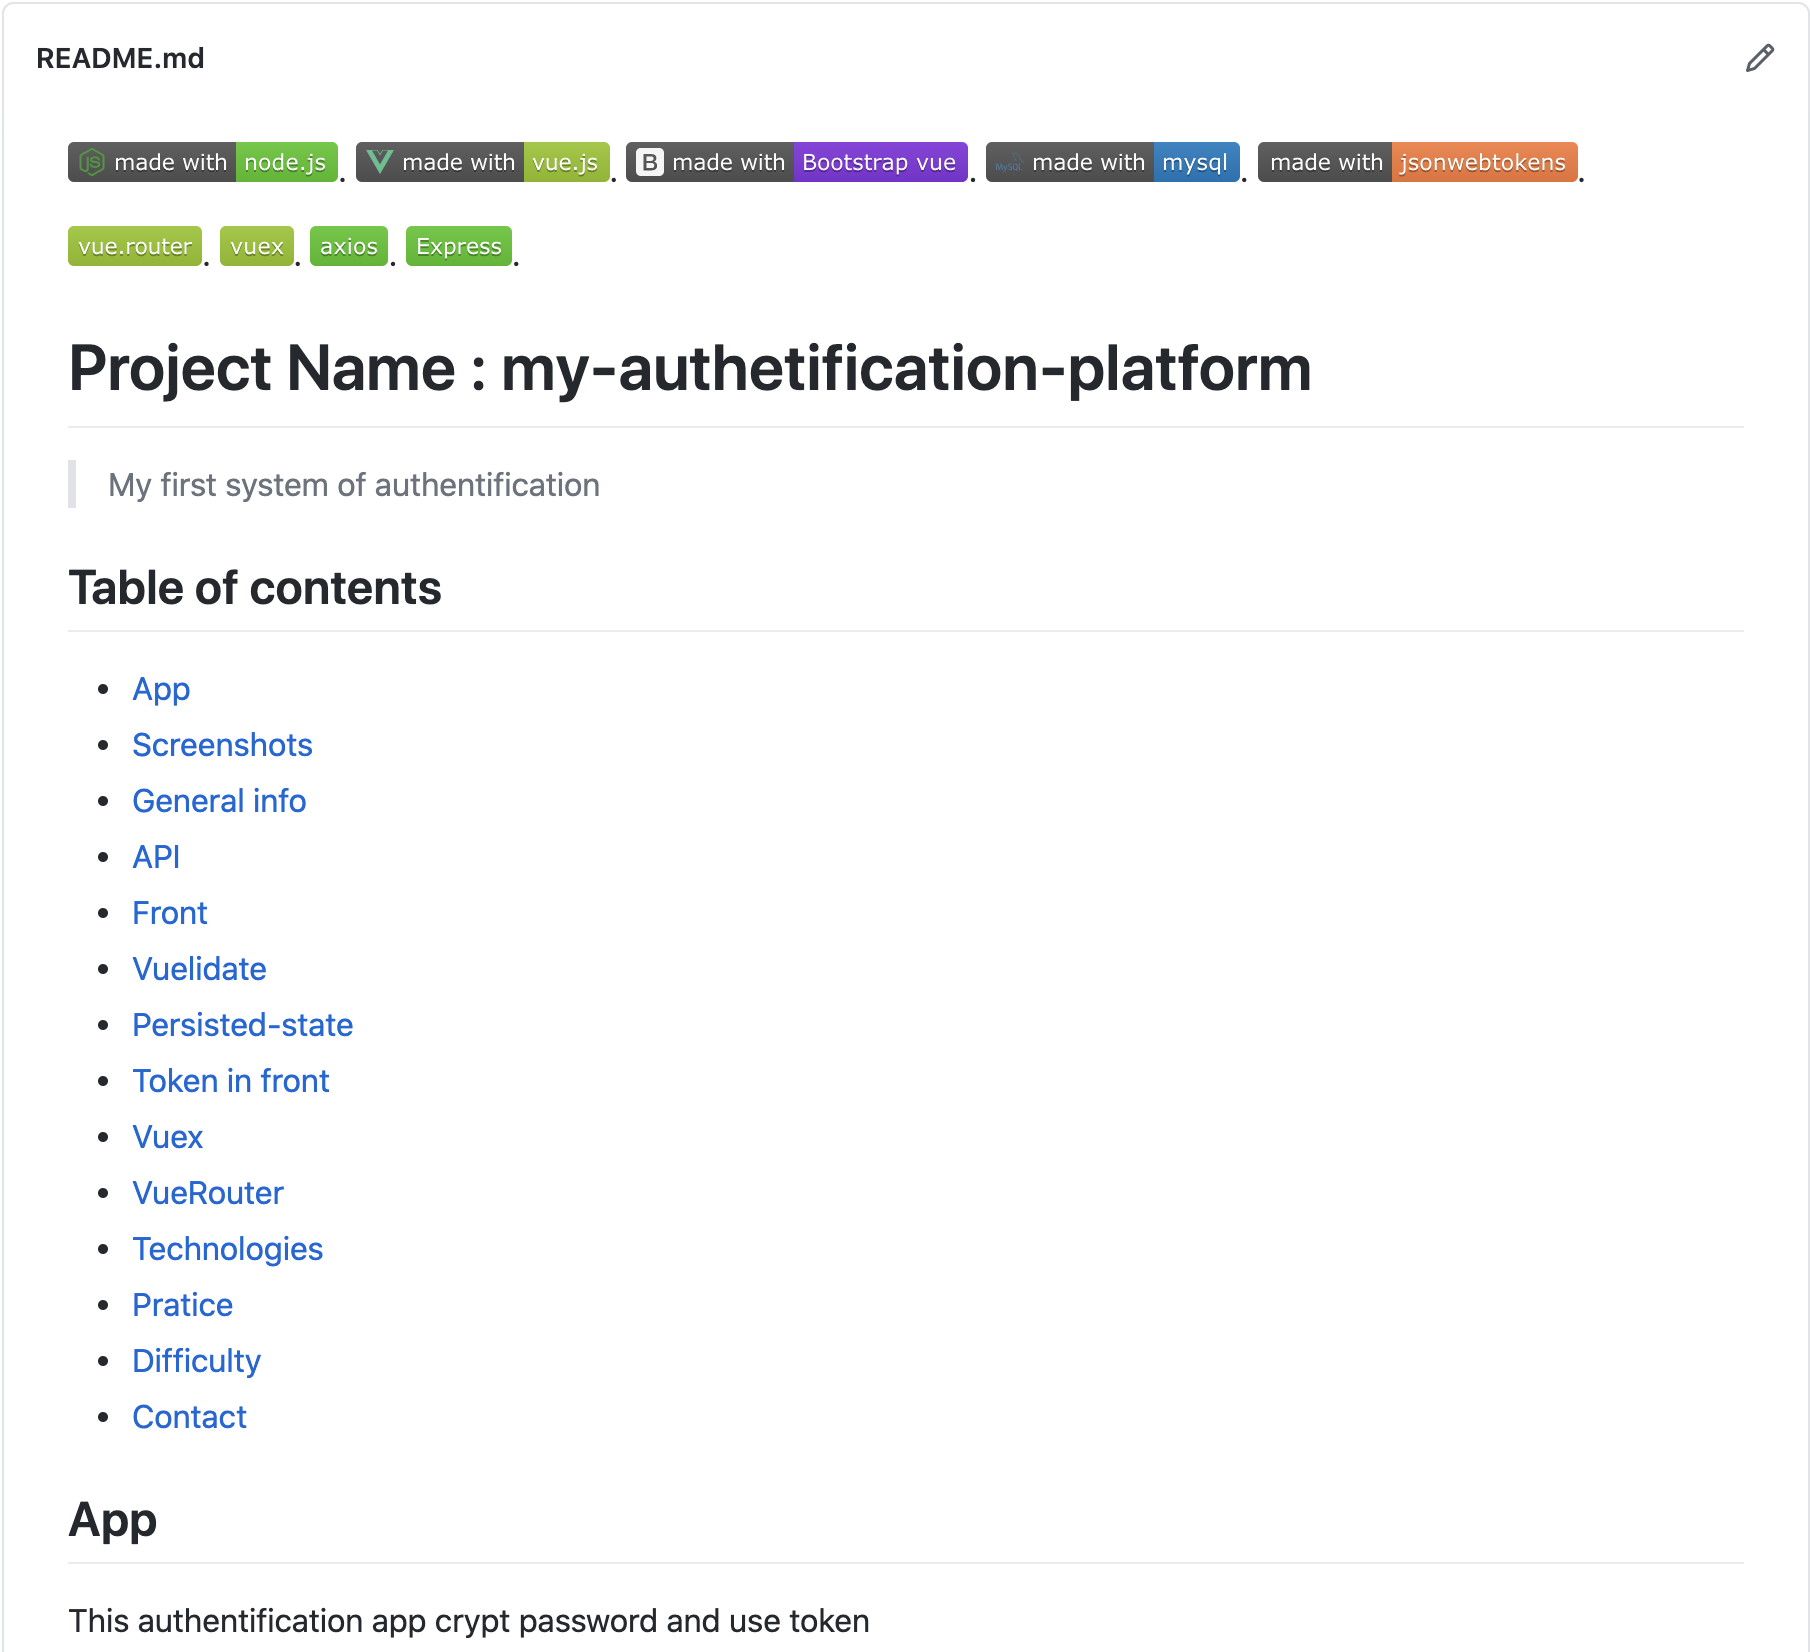 README.md
JS made with node.js . made with vue.js . B made with Bootstrap vue . MySQL made with mysql . made with jsonwebtokens .
vue.router . vuex . axios . Express .
Project Name : my-authetification-platform
My first system of authentification
Table of contents
• App
• Screenshots
• General info
• API
• Front
• Vuelidate
• Persisted-state
• Token in front
• Vuex
• VueRouter
• Technologies
• Pratice
• Difficulty
• Contact
App
This authentification app crypt password and use token